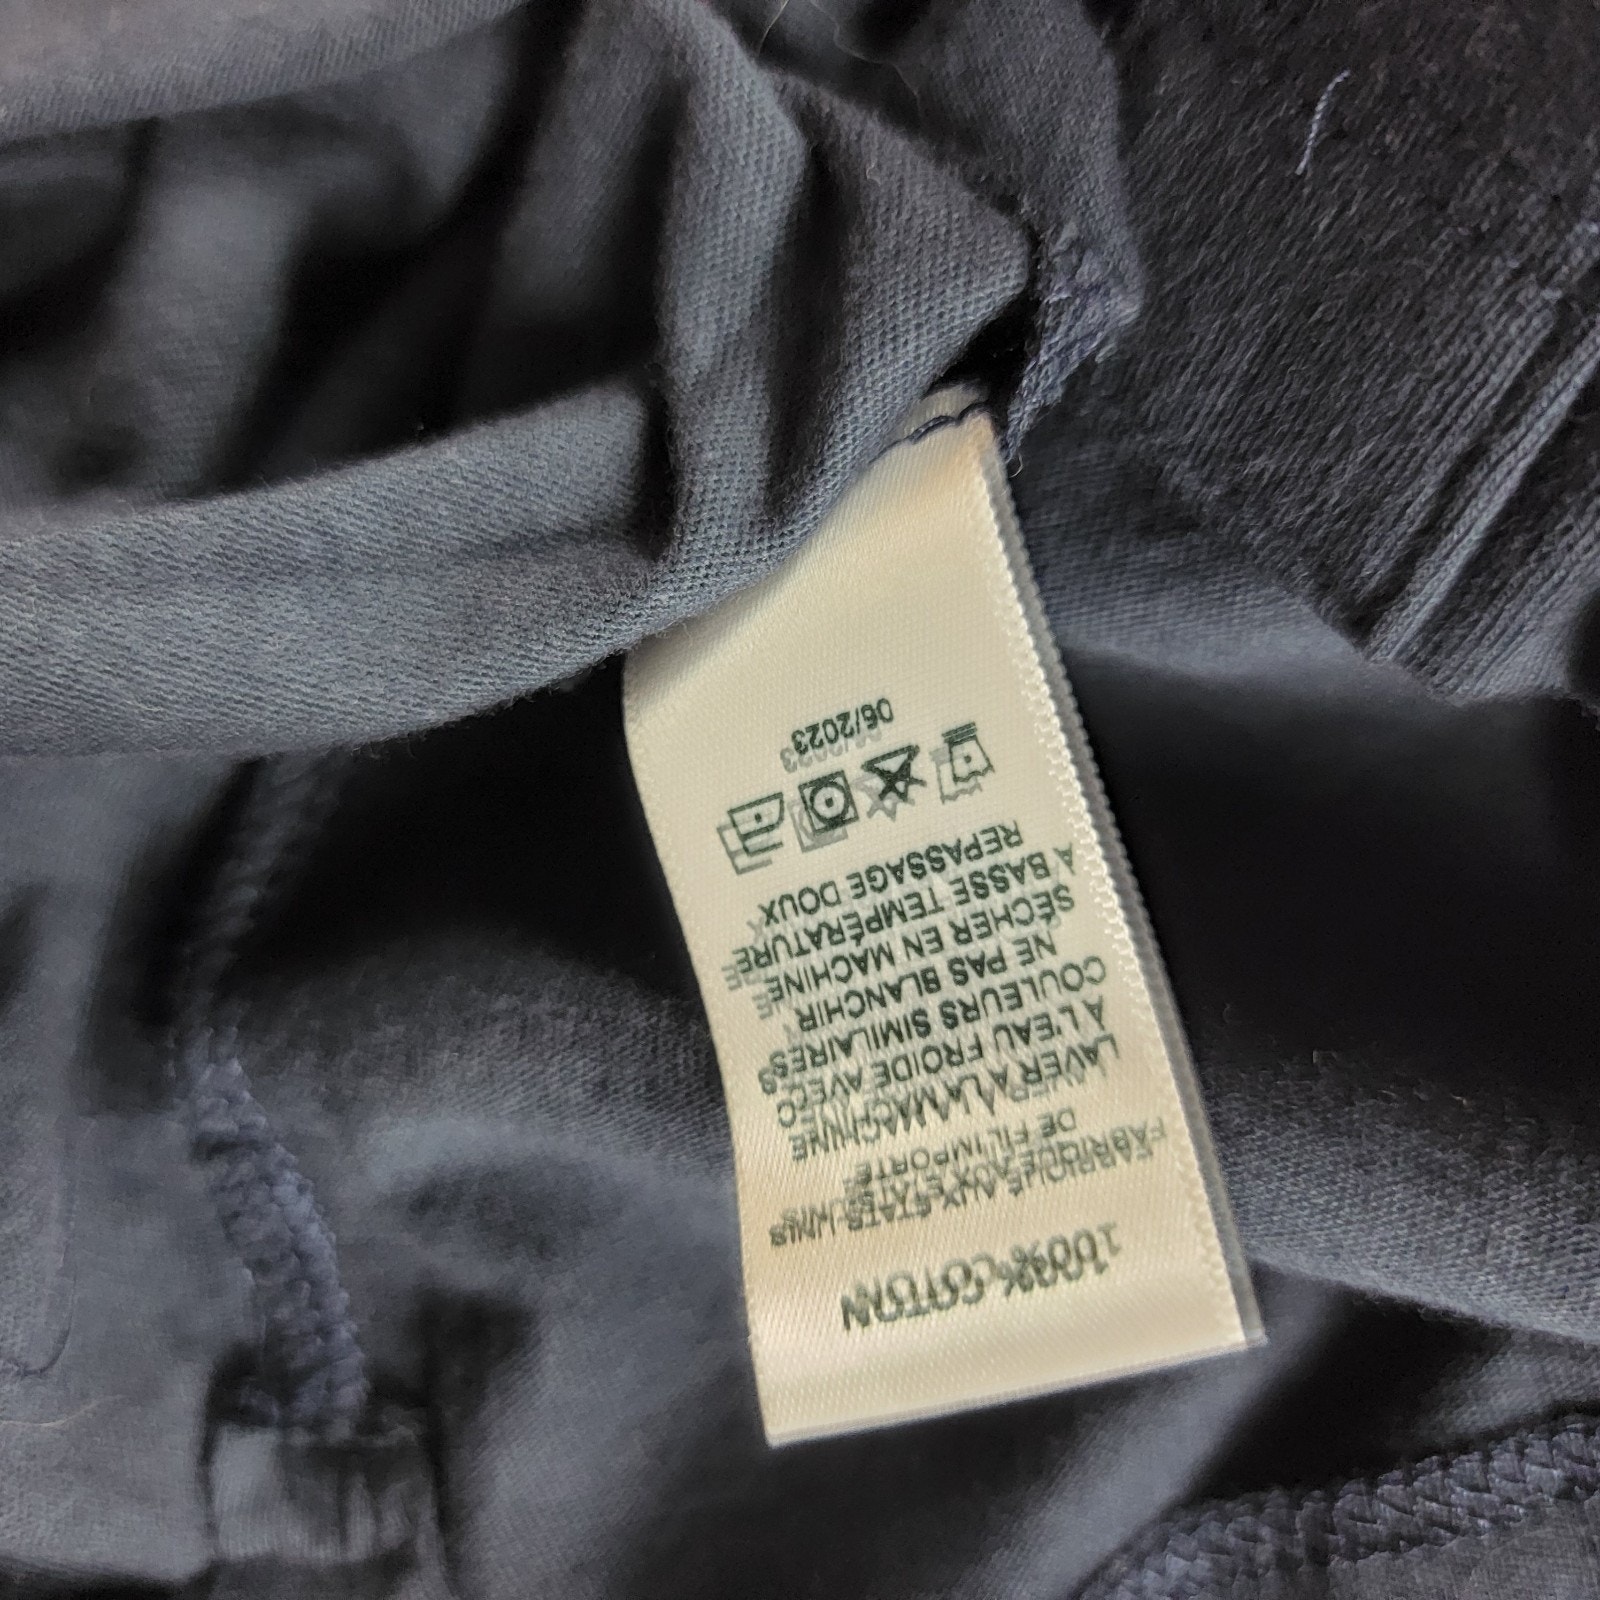 100% COTON
FABRIQUÉ AUX ÉTATS-UNIS
DE FIL IMPORTÉ
LAVER À LA MACHINE
À L'EAU FROIDE AVEC
COULEURS SIMILAIRES
NE PAS BLANCHIR
SÉCHER EN MACHINE
À BASSE TEMPÉRATURE
REPASSAGE DOUX
06/2023